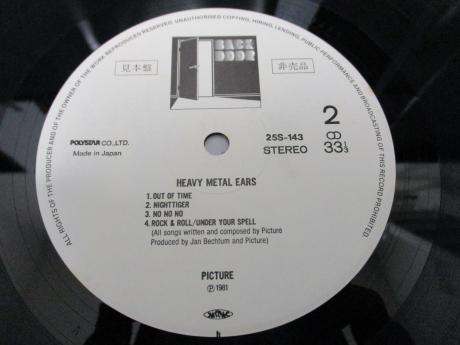 ALL RIGHTS OF THE PRODUCER AND OF THE OWNER OF THE WORK REPRODUCED RESERVED. UNAUTHORISED COPYING, HIRING, LENDING, PUBLIC PERFORMANCE AND BROADCASTING OF THIS RECORD PROHIBITED.
BACK
DOOR
見本盤
非売品
POLYSTAR CO.,LTD.
Made in Japan
25S-143
STEREO
2
33⅓
HEAVY METAL EARS
1. OUT OF TIME
2. NIGHTTIGER
3. NO NO NO
4. ROCK & ROLL/UNDER YOUR SPELL
(All songs written and composed by Picture
Produced by Jan Bechtum and Picture)
PICTURE
Ⓟ 1981